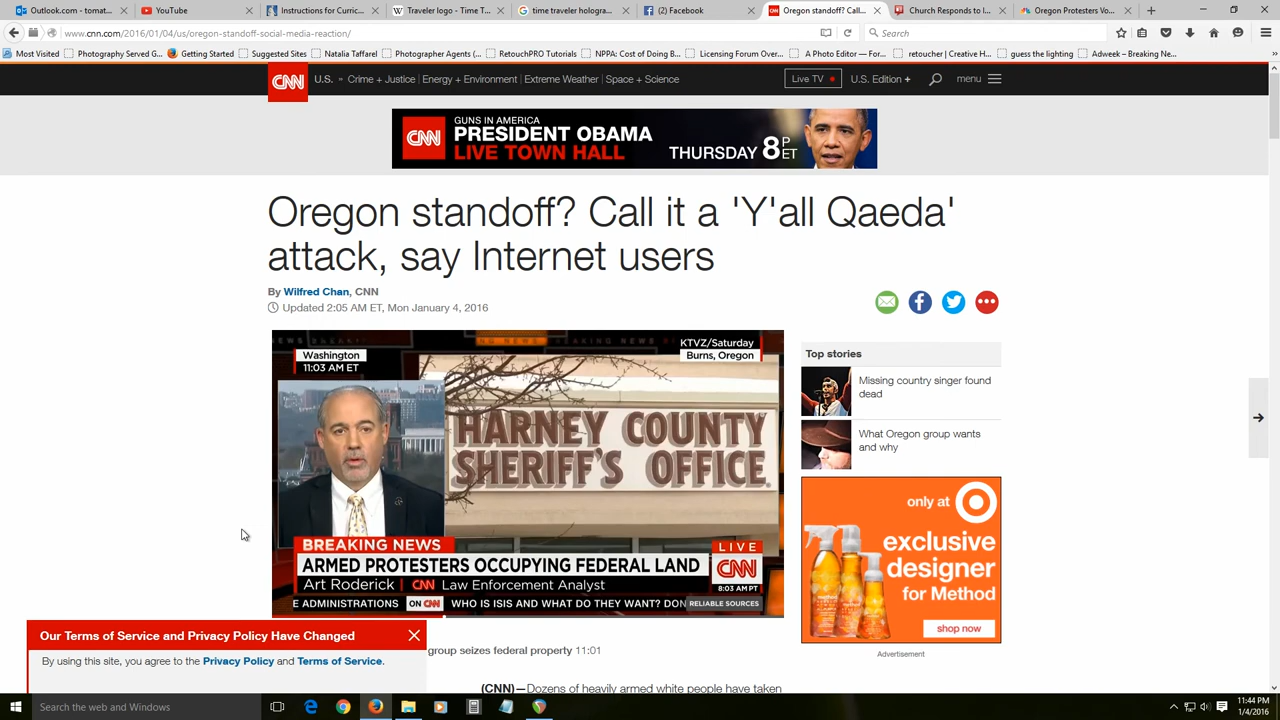 Outlook.com - tomat...
YouTube
Instructions for Curric...
Traveler logo - Time T...
time traveler hologra...
(2) Facebook
Oregon standoff? Call...
Church Responds to I...
Oregon Protesters Vo...
www.cnn.com/2016/01/04/us/oregon-standoff-social-media-reaction/
Search
Most Visited
Photography Served G...
Getting Started
Suggested Sites
Natalia Taffarel
Photographer Agents (...
RetouchPRO Tutorials
NPPA: Cost of Doing B...
Licensing Forum Over...
A Photo Editor — For...
retoucher | Creative H...
guess the lighting
Adweek – Breaking Ne...
CNN
U.S. » Crime + Justice | Energy + Environment | Extreme Weather | Space + Science
Live TV
U.S. Edition +
menu
CNN
GUNS IN AMERICA
PRESIDENT OBAMA
LIVE TOWN HALL
THURSDAY 8 P ET
Oregon standoff? Call it a 'Y'all Qaeda'
attack, say Internet users
By Wilfred Chan, CNN
Updated 2:05 AM ET, Mon January 4, 2016
Washington
11:03 AM ET
KTVZ/Saturday
Burns, Oregon
HARNEY COUNTY
SHERIFF'S OFFICE.
BREAKING NEWS
ARMED PROTESTERS OCCUPYING FEDERAL LAND
Art Roderick | CNN Law Enforcement Analyst
LIVE
CNN
8:03 AM PT
E ADMINISTRATIONS
ON CNN
WHO IS ISIS AND WHAT DO THEY WANT? DON
RELIABLE SOURCES
Top stories
Missing country singer found
dead
What Oregon group wants
and why
only at
exclusive
designer
for Method
shop now
Advertisement
Our Terms of Service and Privacy Policy Have Changed
By using this site, you agree to the Privacy Policy and Terms of Service.
group seizes federal property 11:01
(CNN)—Dozens of heavily armed white people have taken
Search the web and Windows
11:44 PM
1/4/2016